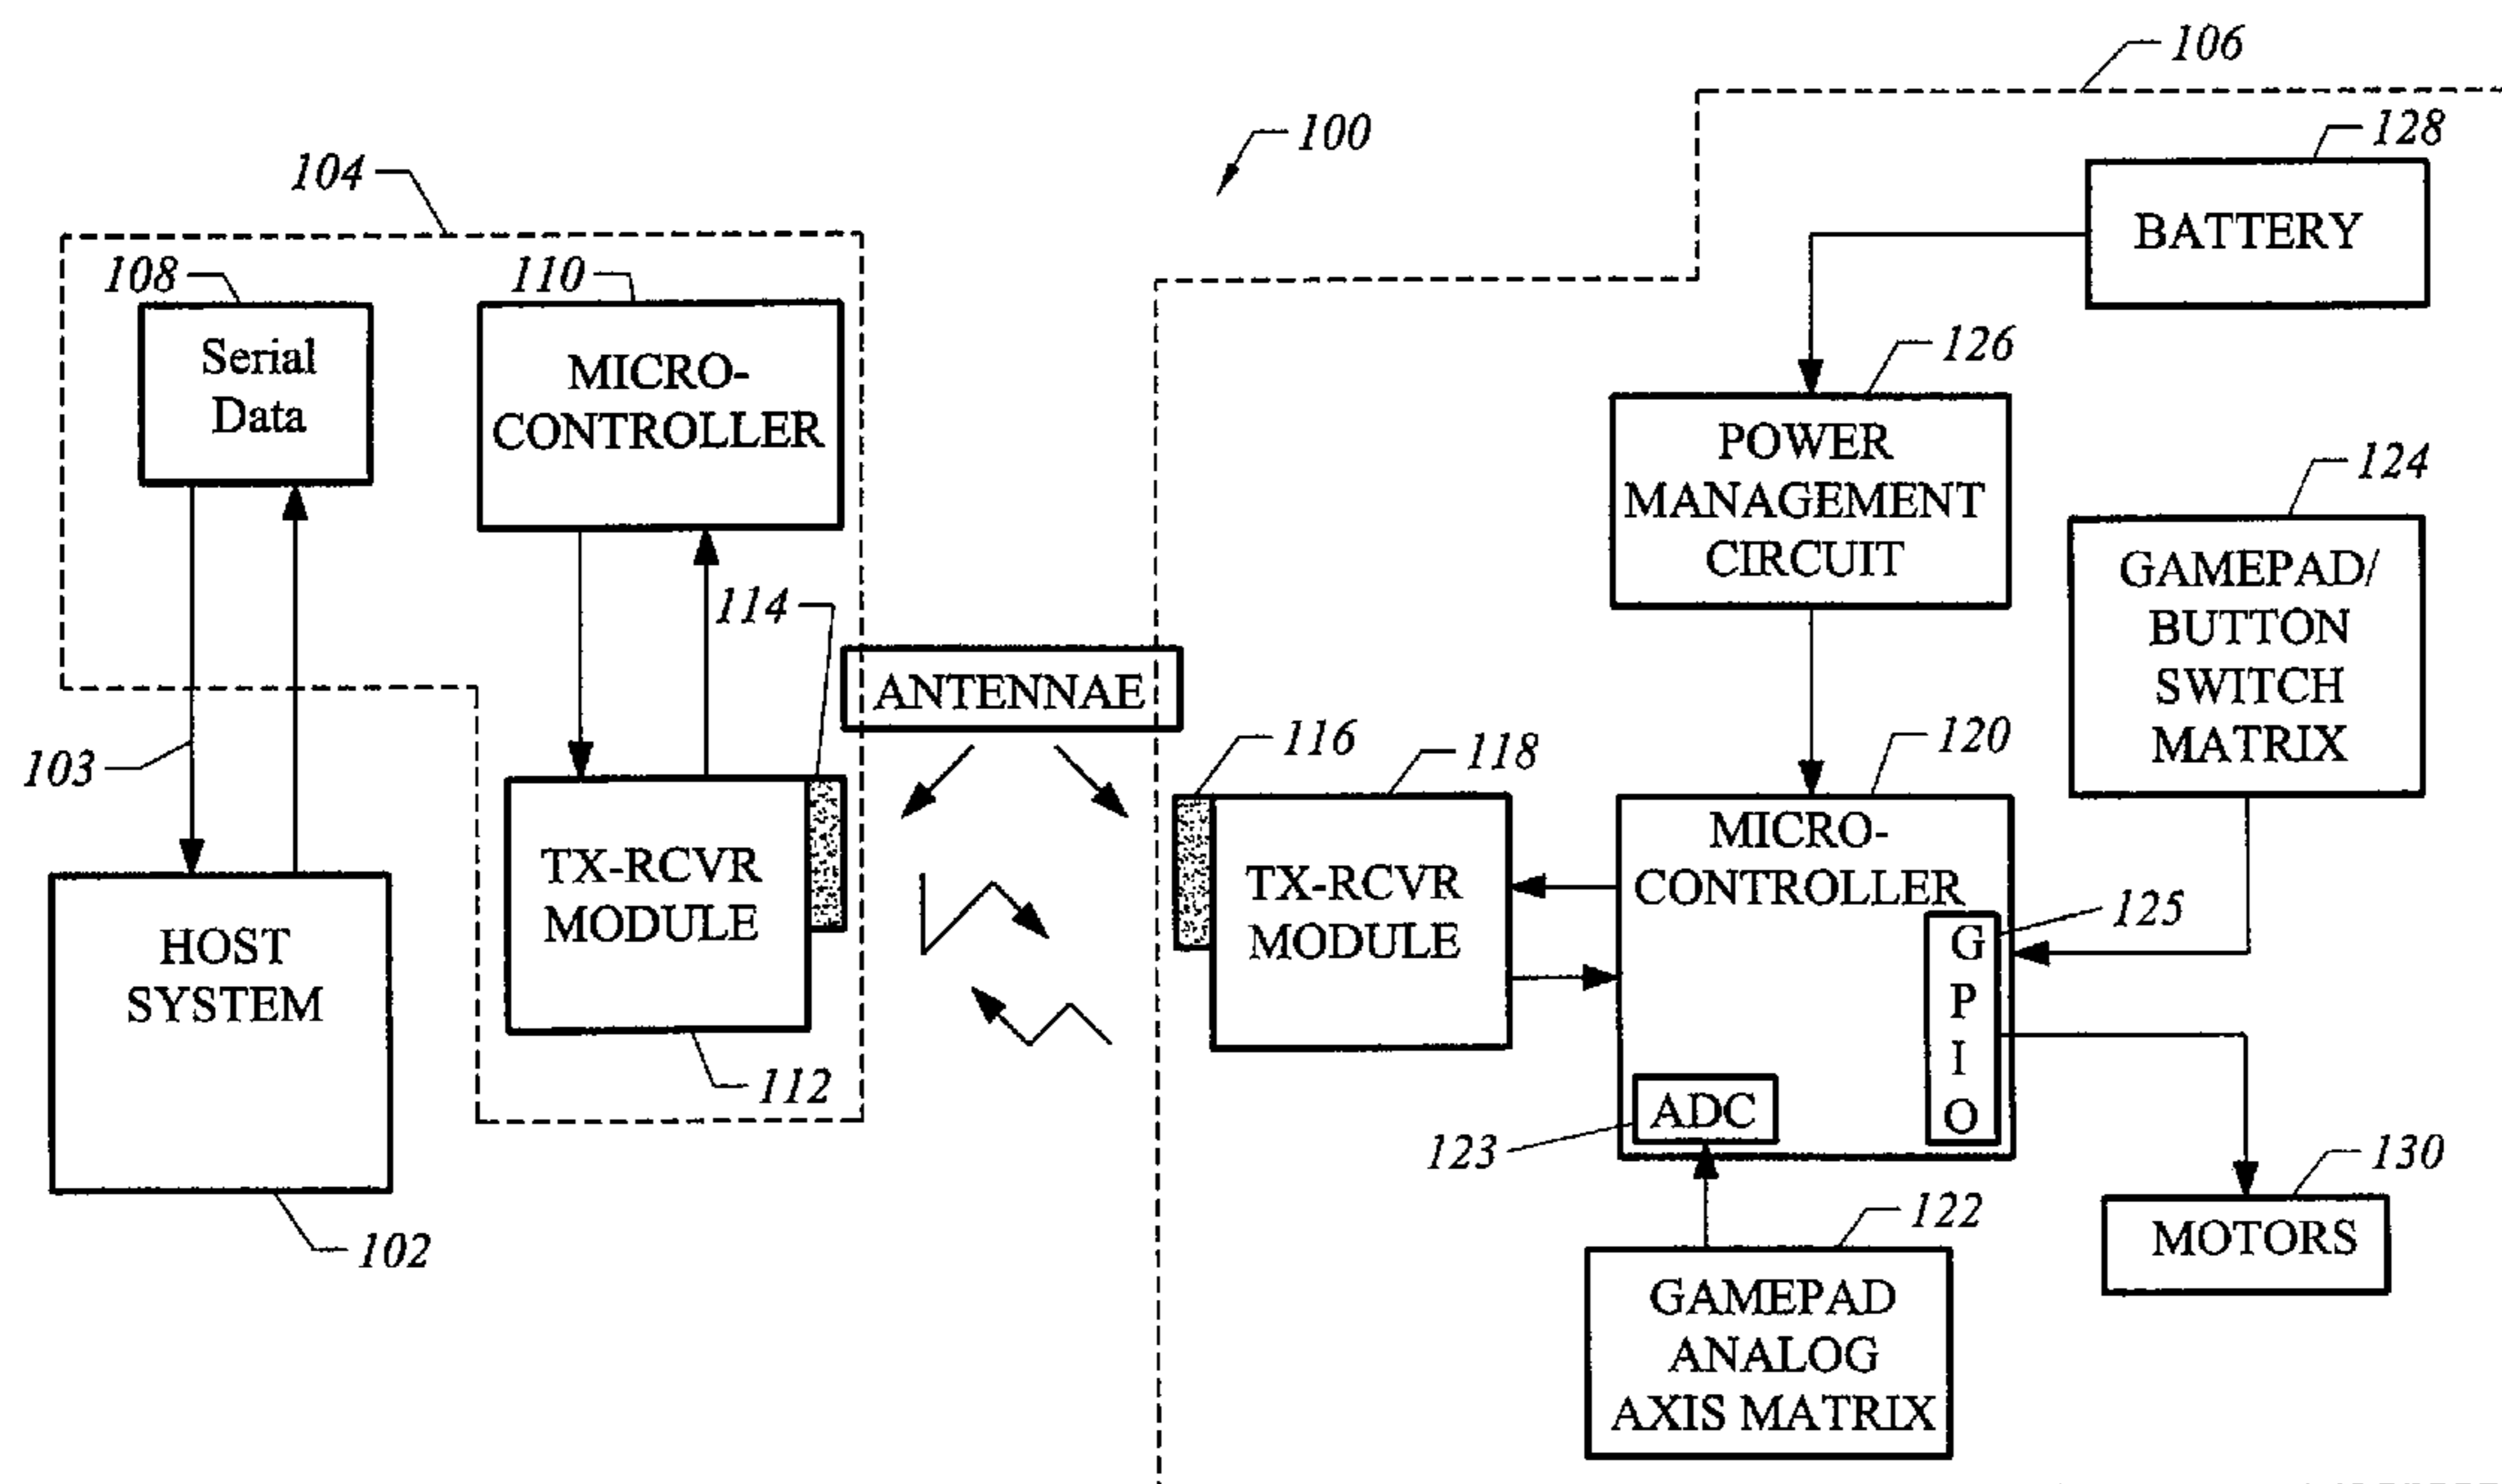 106
100
128
104
BATTERY
108
110
Serial
Data
MICRO-
CONTROLLER
126
POWER
MANAGEMENT
CIRCUIT
124
GAMEPAD/
BUTTON
SWITCH
MATRIX
114
ANTENNAE
103
116
118
120
TX-RCVR
MODULE
TX-RCVR
MODULE
MICRO-
CONTROLLER
125
G
P
I
O
HOST
SYSTEM
112
ADC
123
130
102
122
MOTORS
GAMEPAD
ANALOG
AXIS MATRIX